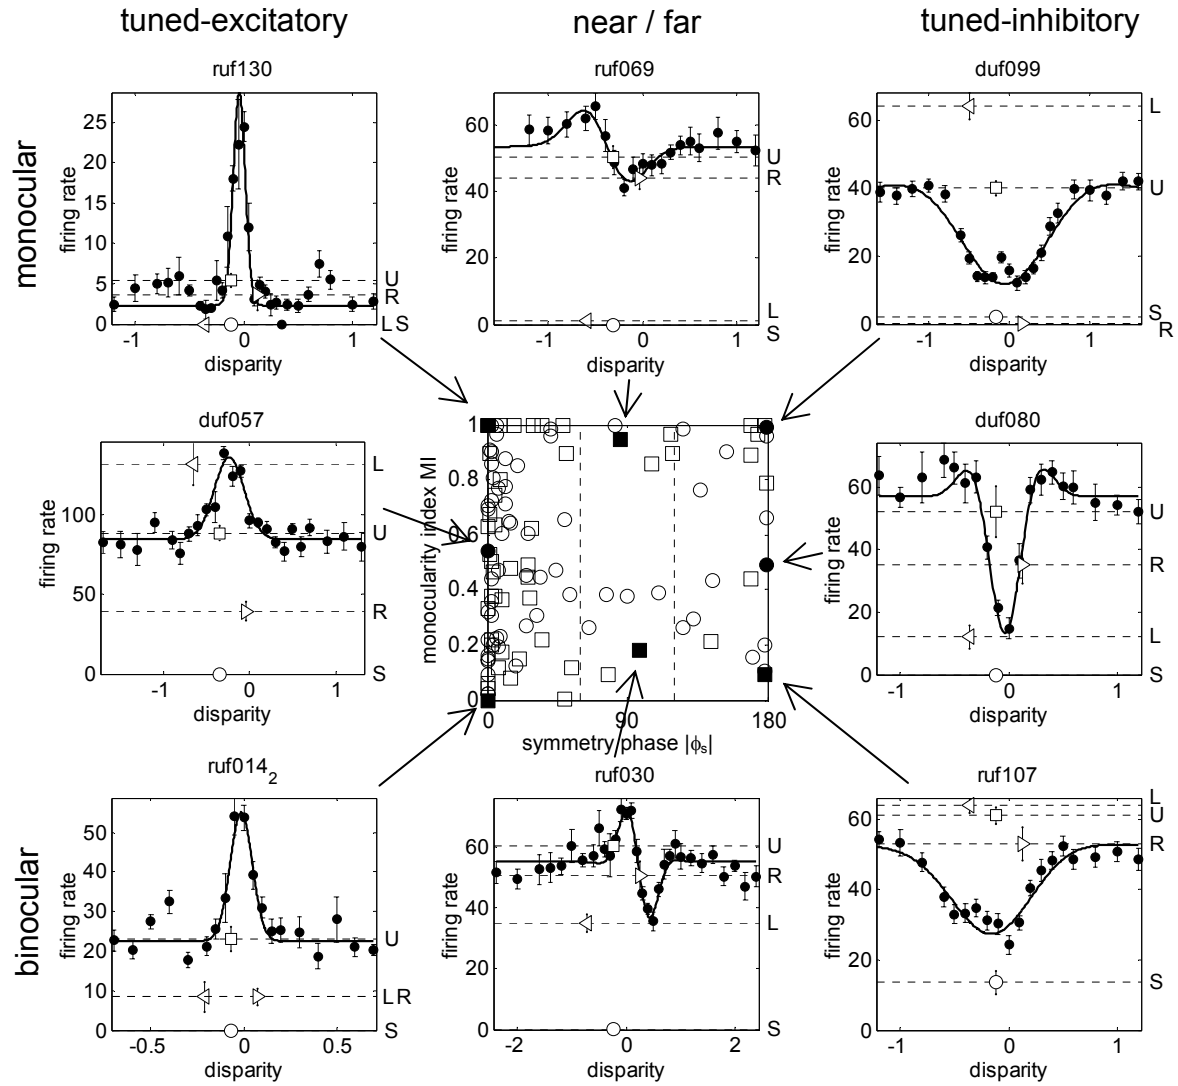 tuned-excitatory
near / far
tuned-inhibitory
monocular
binocular
ruf130
firing rate
25
20
15
10
5
0
-1
0
1
disparity
U
R
LS
ruf069
firing rate
60
40
20
0
-1
0
1
disparity
U
R
L
S
duf099
firing rate
60
40
20
0
-1
0
1
disparity
L
U
S
R
duf057
firing rate
100
50
0
-1
0
1
disparity
L
U
R
S
monocularity index MI
1
0.8
0.6
0.4
0.2
0
0
90
180
symmetry phase |ϕs|
duf080
firing rate
60
40
20
0
-1
0
1
disparity
U
R
L
S
ruf014₂
firing rate
50
40
30
20
10
0
-0.5
0
0.5
disparity
U
LR
S
ruf030
firing rate
60
40
20
0
-2
0
2
disparity
U
R
L
S
ruf107
firing rate
60
40
20
0
-1
0
1
disparity
L
U
R
S